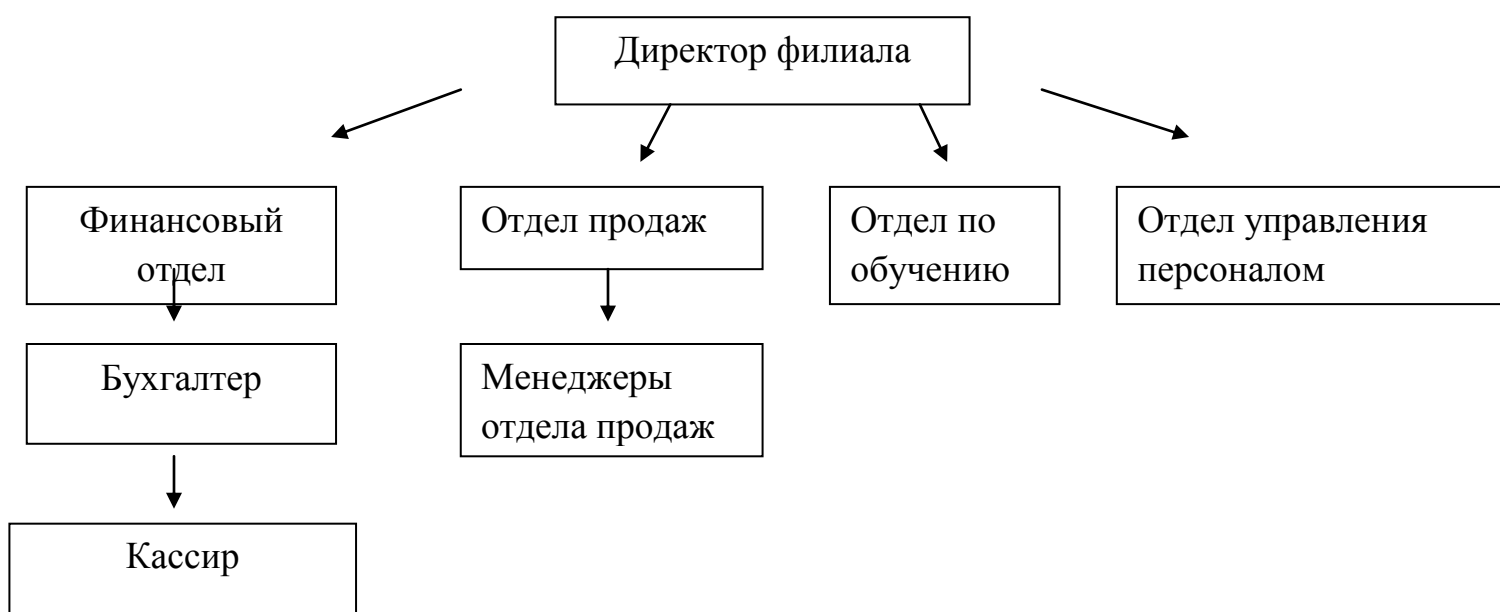 Директор филиала
Финансовый
отдел
Отдел продаж
Отдел по
обучению
Отдел управления
персоналом
Бухгалтер
Менеджеры
отдела продаж
Кассир